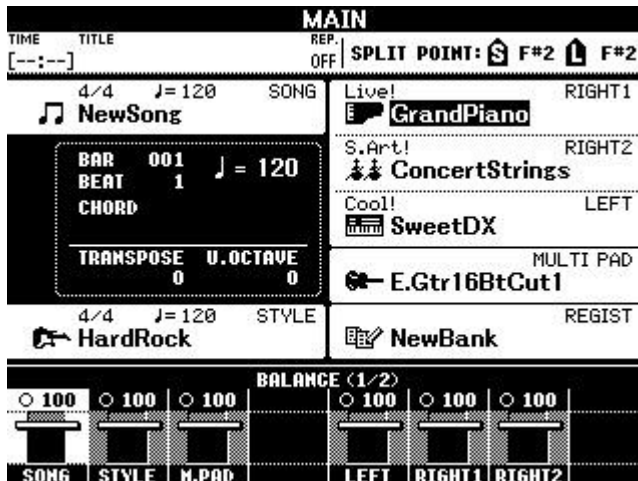 MAIN
TIME TITLE REP.
[--:--] OFF SPLIT POINT: S F#2 L F#2
4/4 ♩=120 SONG
NewSong
BAR 001 ♩ = 120
BEAT 1
CHORD
TRANSPOSE U.OCTAVE
0 0
4/4 ♩=120 STYLE
HardRock
Live! RIGHT1
GrandPiano
S.Art! RIGHT2
ConcertStrings
Cool! LEFT
SweetDX
MULTI PAD
E.Gtr16BtCut1
REGIST
NewBank
BALANCE (1/2)
100 100 100 100 100 100
SONG STYLE M.PAD LEFT RIGHT1 RIGHT2